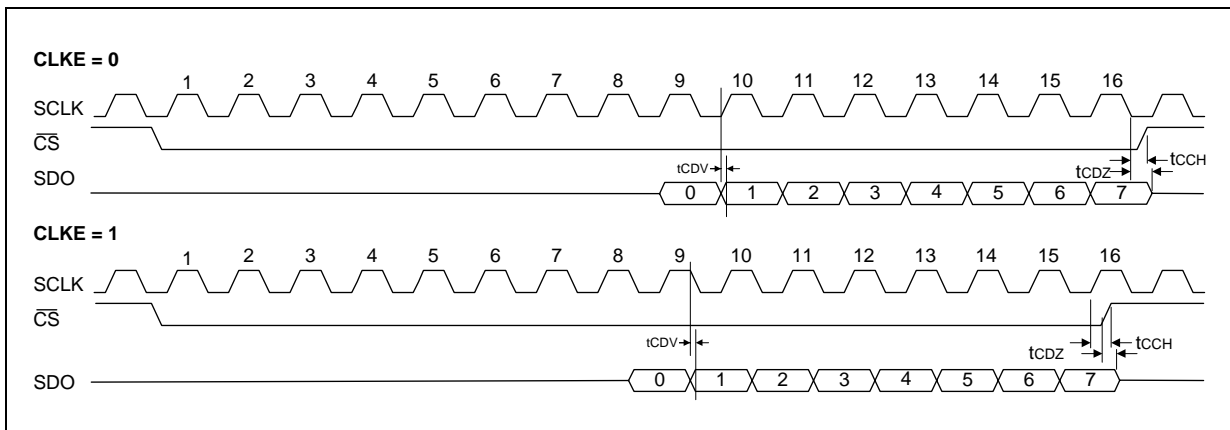 CLKE = 0
1 2 3 4 5 6 7 8 9 10 11 12 13 14 15 16
SCLK
CS
tCDV
tCCH
tCDZ
SDO
0 1 2 3 4 5 6 7
CLKE = 1
1 2 3 4 5 6 7 8 9 10 11 12 13 14 15 16
SCLK
CS
tCDV
tCCH
tCDZ
SDO
0 1 2 3 4 5 6 7